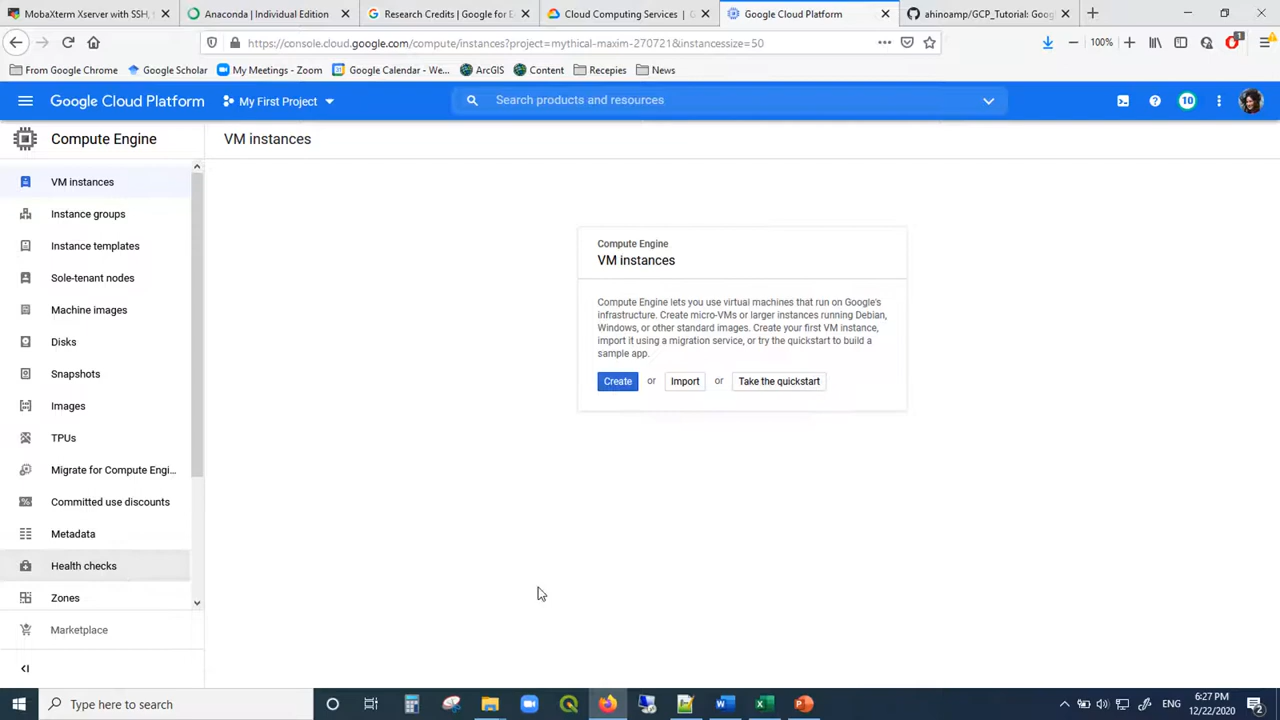 MobaXterm Xserver with SSH,
Anaconda | Individual Edition
Research Credits | Google for E
Cloud Computing Services | G
Google Cloud Platform
ahinoamp/GCP_Tutorial: Goog
https://console.cloud.google.com/compute/instances?project=mythical-maxim-270721&instancessize=50
100%
1
From Google Chrome
Google Scholar
My Meetings - Zoom
Google Calendar - We...
ArcGIS
Content
Recepies
News
Google Cloud Platform
My First Project
Search products and resources
10
Compute Engine
VM instances
VM instances
Instance groups
Instance templates
Sole-tenant nodes
Machine images
Disks
Snapshots
Images
TPUs
Migrate for Compute Engi...
Committed use discounts
Metadata
Health checks
Zones
Marketplace
Compute Engine
VM instances
Compute Engine lets you use virtual machines that run on Google's
infrastructure. Create micro-VMs or larger instances running Debian,
Windows, or other standard images. Create your first VM instance,
import it using a migration service, or try the quickstart to build a
sample app.
Create or Import or Take the quickstart
Type here to search
ENG
6:27 PM
12/22/2020
2